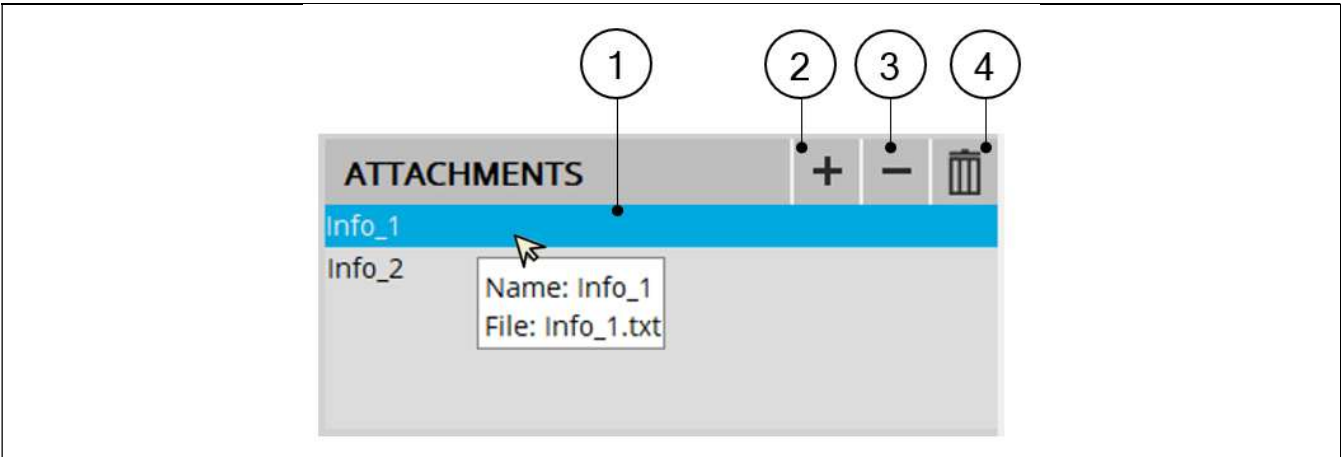 1 2 3 4
ATTACHMENTS + −
Info_1
Info_2
Name: Info_1
File: Info_1.txt